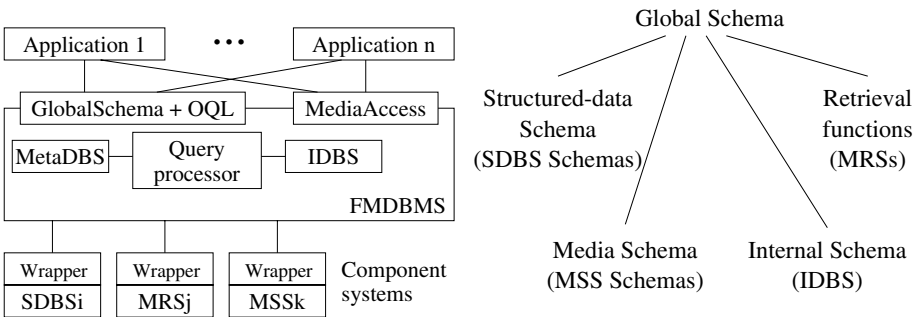 Application 1
•••
Application n
GlobalSchema + OQL
MediaAccess
MetaDBS
Query
processor
IDBS
FMDBMS
Wrapper
SDBSi
Wrapper
MRSj
Wrapper
MSSk
Component
systems
Global Schema
Structured-data
Schema
(SDBS Schemas)
Retrieval
functions
(MRSs)
Media Schema
(MSS Schemas)
Internal Schema
(IDBS)